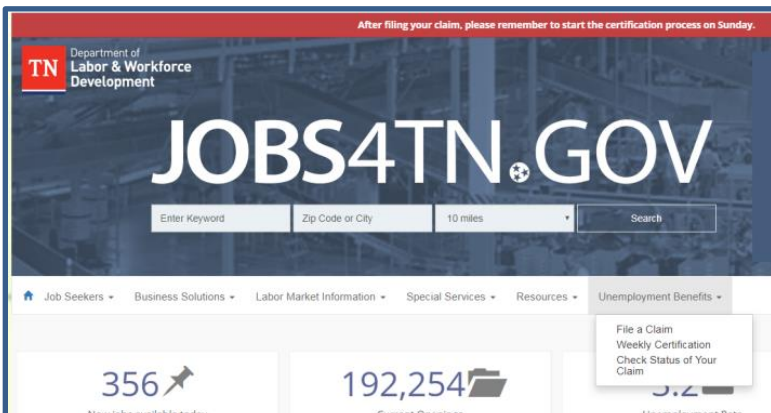 After filing your claim, please remember to start the certification process on Sunday.
TN
Department of
Labor & Workforce
Development
JOBS4TN.GOV
Enter Keyword
Zip Code or City
10 miles
Search
Job Seekers
Business Solutions
Labor Market Information
Special Services
Resources
Unemployment Benefits
File a Claim
Weekly Certification
Check Status of Your
Claim
356
192,254
3.2